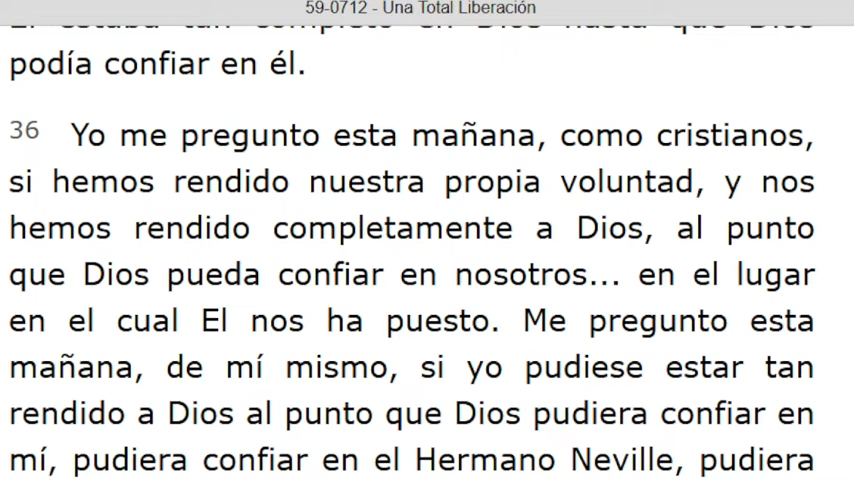 59-0712 - Una Total Liberación
podía confiar en él.
36 Yo me pregunto esta mañana, como cristianos,
si hemos rendido nuestra propia voluntad, y nos
hemos rendido completamente a Dios, al punto
que Dios pueda confiar en nosotros... en el lugar
en el cual El nos ha puesto. Me pregunto esta
mañana, de mí mismo, si yo pudiese estar tan
rendido a Dios al punto que Dios pudiera confiar en
mí, pudiera confiar en el Hermano Neville, pudiera